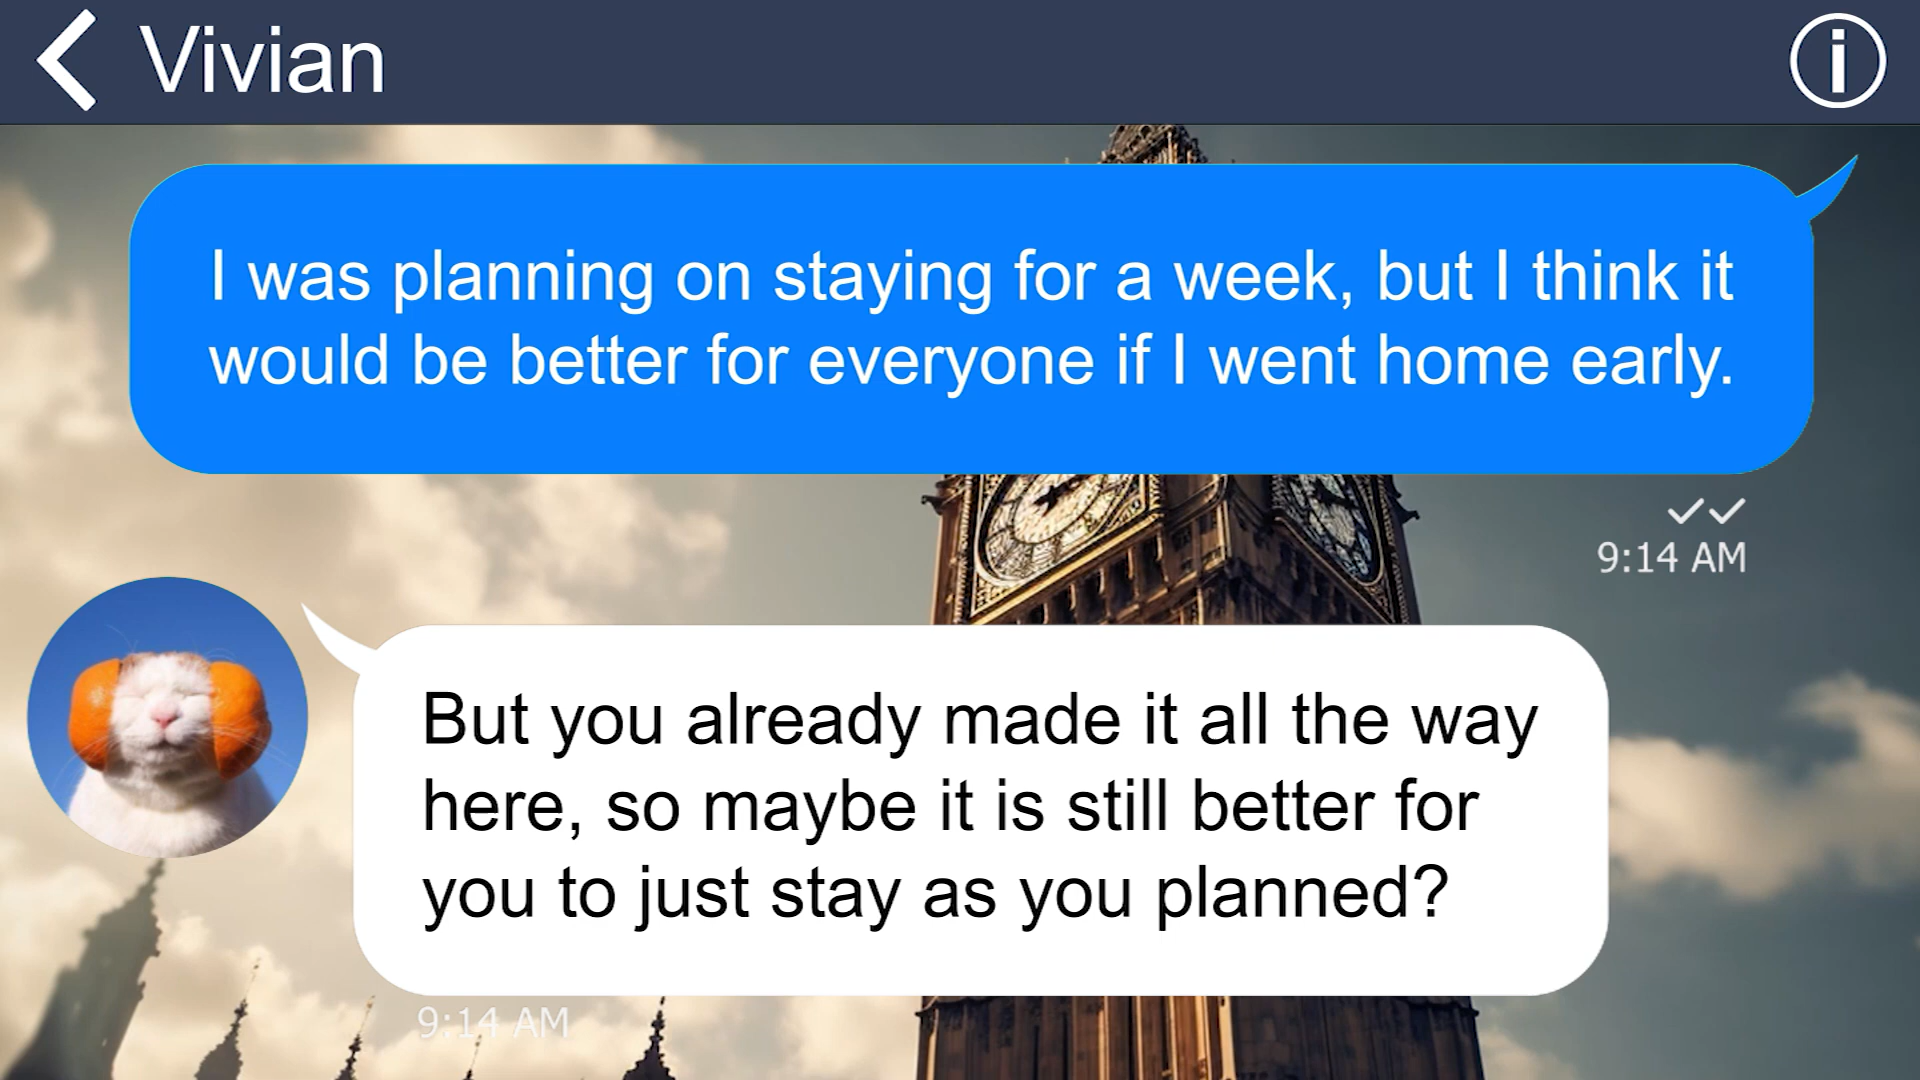 Vivian
I was planning on staying for a week, but I think it
would be better for everyone if I went home early.
9:14 AM
But you already made it all the way
here, so maybe it is still better for
you to just stay as you planned?
9:14 AM